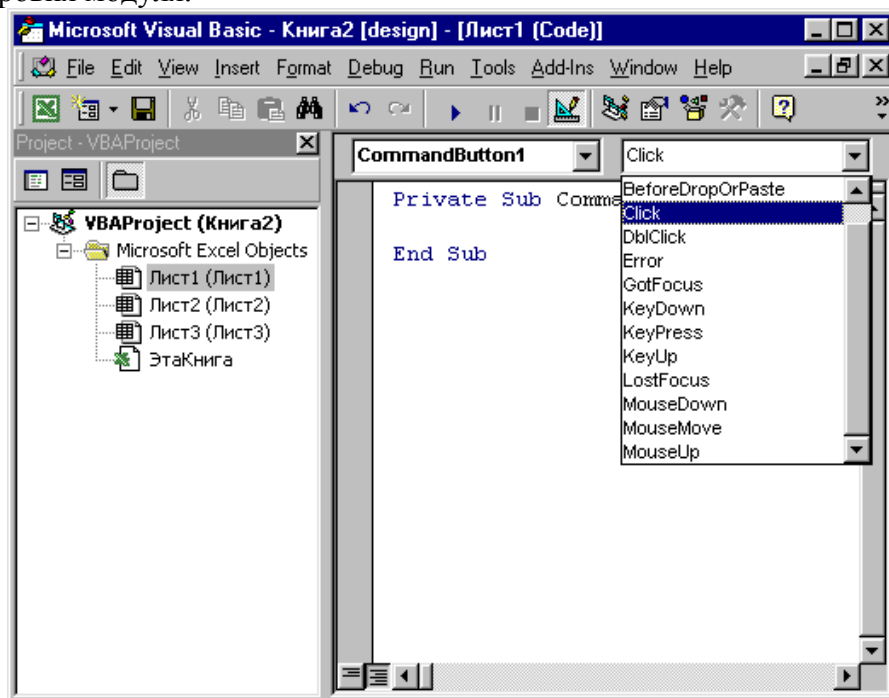 Microsoft Visual Basic - Книга2 [design] - [Лист1 (Code)]
File Edit View Insert Format Debug Run Tools Add-Ins Window Help
Project - VBAProject
VBAProject (Книга2)
Microsoft Excel Objects
Лист1 (Лист1)
Лист2 (Лист2)
Лист3 (Лист3)
ЭтаКнига
CommandButton1
Click
Private Sub Comma
End Sub
BeforeDropOrPaste
Click
DblClick
Error
GotFocus
KeyDown
KeyPress
KeyUp
LostFocus
MouseDown
MouseMove
MouseUp